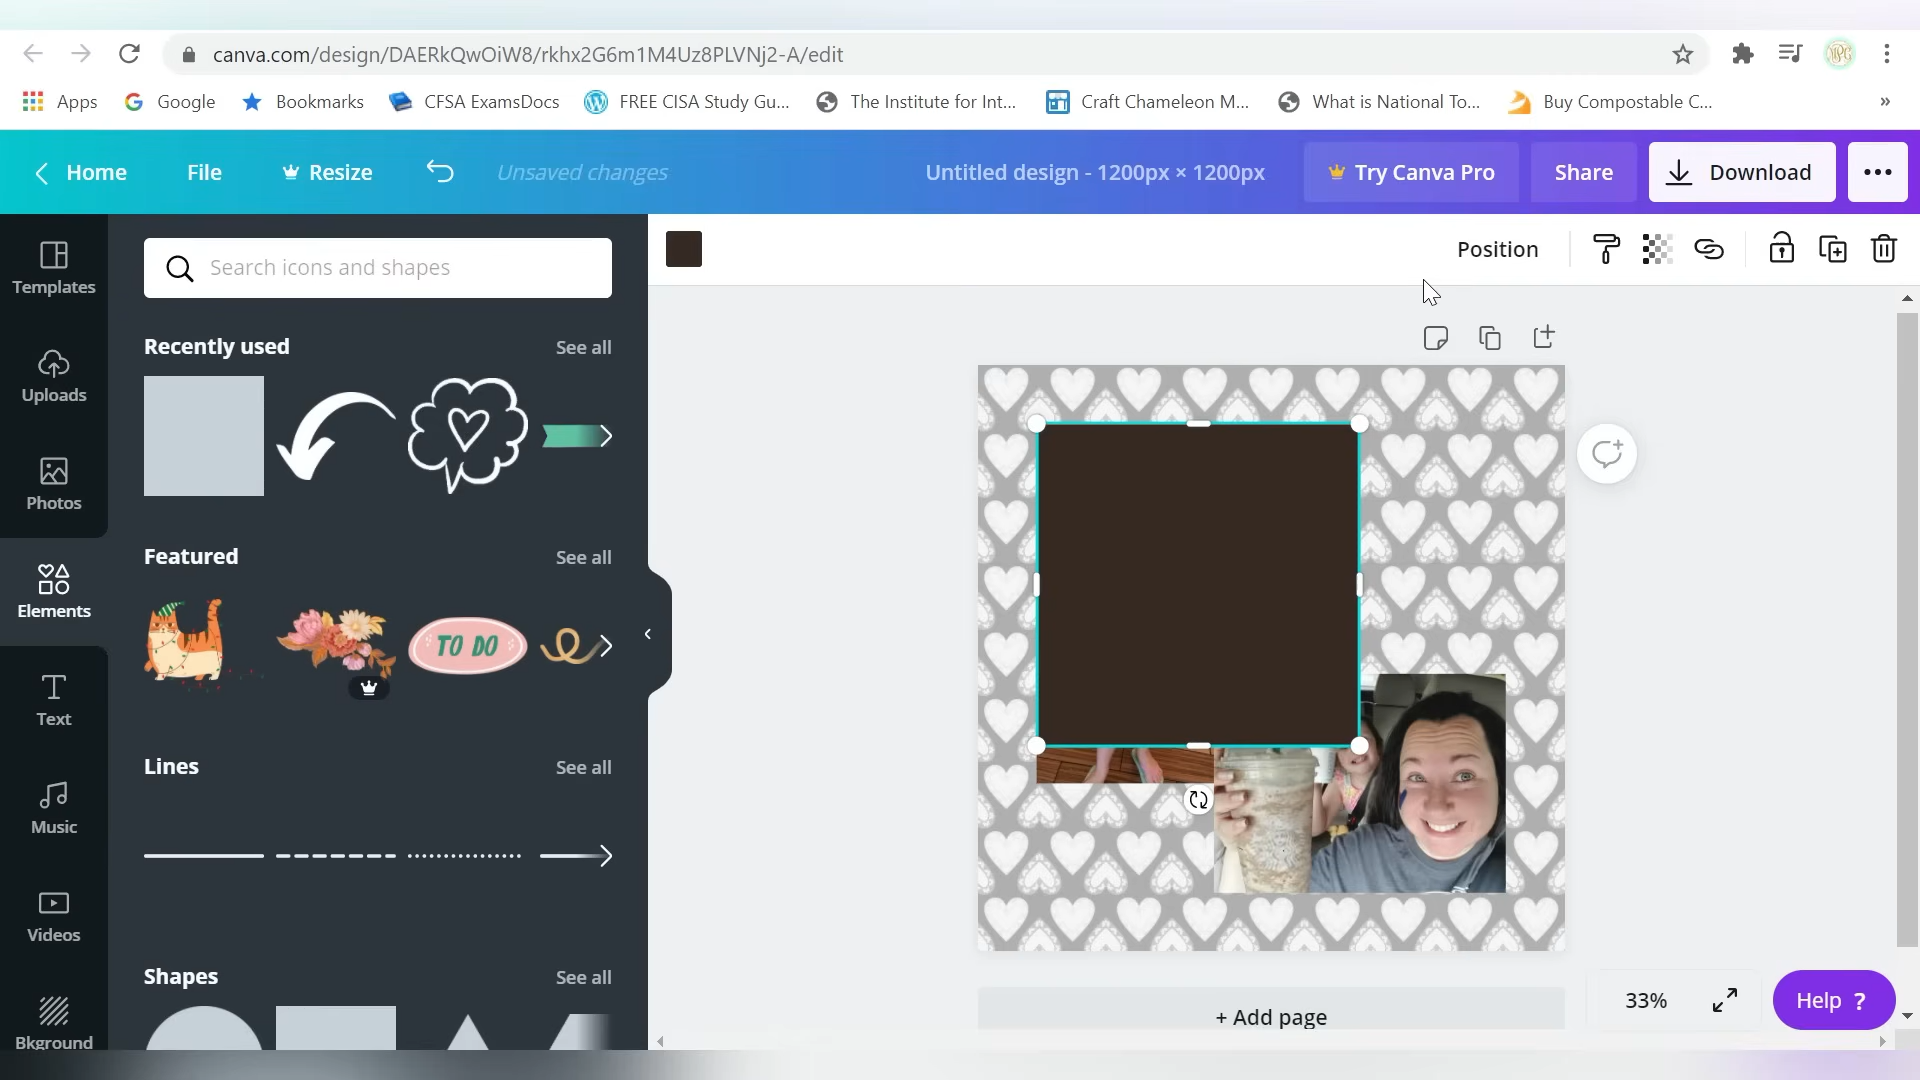 canva.com/design/DAERkQwOiW8/rkhx2G6m1M4Uz8PLVNj2-A/edit
Apps Google Bookmarks CFSA ExamsDocs FREE CISA Study Gu... The Institute for Int... Craft Chameleon M... What is National To... Buy Compostable C... »
Home File Resize Unsaved changes Untitled design - 1200px × 1200px Try Canva Pro Share Download
Position
Templates
Uploads
Photos
Elements
Text
Music
Videos
Bkground
Search icons and shapes
Recently used See all
Featured See all
TO DO
Lines See all
Shapes See all
+ Add page
33%
Help ?